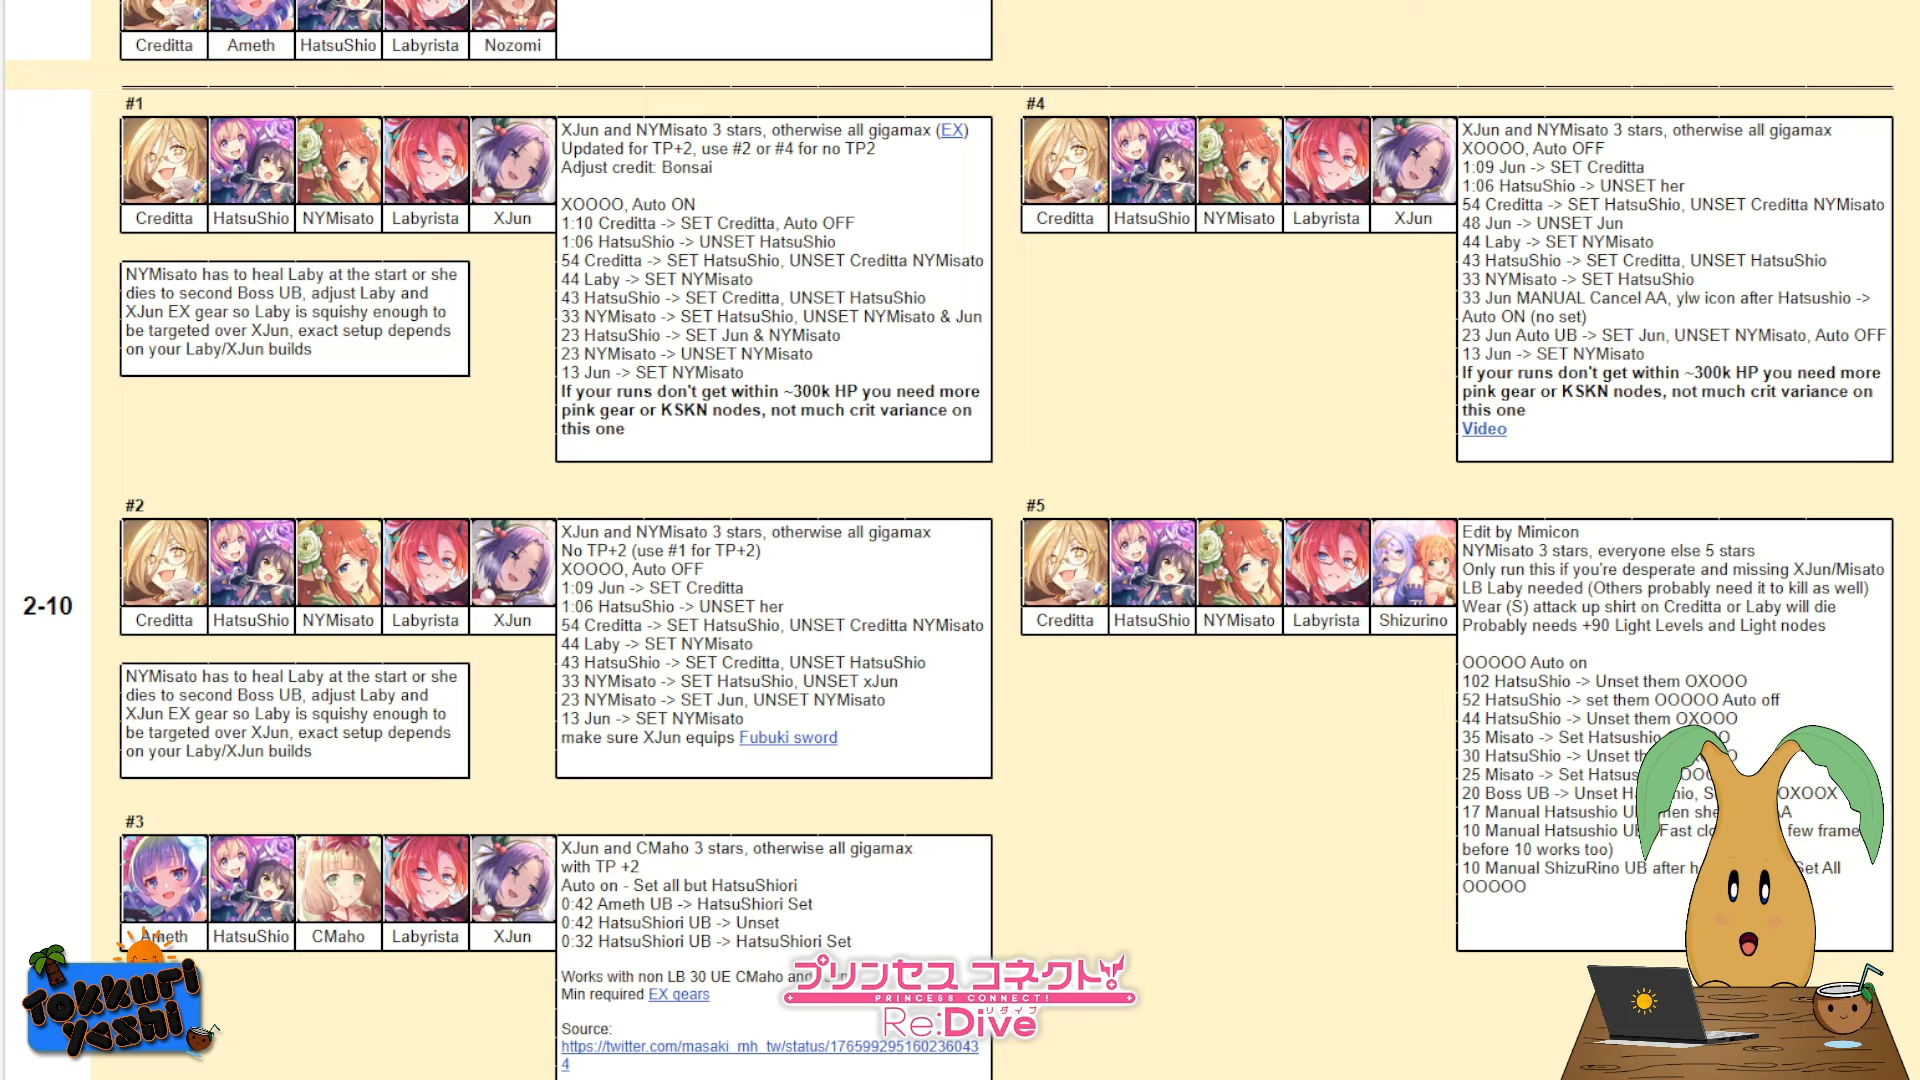 Creditta Ameth HatsuShio Labyrista Nozomi
2-10
#1
Creditta HatsuShio NYMisato Labyrista XJun
XJun and NYMisato 3 stars, otherwise all gigamax (EX)
Updated for TP+2, use #2 or #4 for no TP2
Adjust credit: Bonsai
XOOOO, Auto ON
1:10 Creditta -> SET Creditta, Auto OFF
1:06 HatsuShio -> UNSET HatsuShio
54 Creditta -> SET HatsuShio, UNSET Creditta NYMisato
44 Laby -> SET NYMisato
43 HatsuShio -> SET Creditta, UNSET HatsuShio
33 NYMisato -> SET HatsuShio, UNSET NYMisato & Jun
23 HatsuShio -> SET Jun & NYMisato
23 NYMisato -> UNSET NYMisato
13 Jun -> SET NYMisato
If your runs don't get within ~300k HP you need more
pink gear or KSKN nodes, not much crit variance on
this one
NYMisato has to heal Laby at the start or she
dies to second Boss UB, adjust Laby and
XJun EX gear so Laby is squishy enough to
be targeted over XJun, exact setup depends
on your Laby/XJun builds
#4
Creditta HatsuShio NYMisato Labyrista XJun
XJun and NYMisato 3 stars, otherwise all gigamax
XOOOO, Auto OFF
1:09 Jun -> SET Creditta
1:06 HatsuShio -> UNSET her
54 Creditta -> SET HatsuShio, UNSET Creditta NYMisato
48 Jun -> UNSET Jun
44 Laby -> SET NYMisato
43 HatsuShio -> SET Creditta, UNSET HatsuShio
33 NYMisato -> SET HatsuShio
33 Jun MANUAL Cancel AA, ylw icon after Hatsushio ->
Auto ON (no set)
23 Jun Auto UB -> SET Jun, UNSET NYMisato, Auto OFF
13 Jun -> SET NYMisato
If your runs don't get within ~300k HP you need more
pink gear or KSKN nodes, not much crit variance on
this one
Video
#2
Creditta HatsuShio NYMisato Labyrista XJun
XJun and NYMisato 3 stars, otherwise all gigamax
No TP+2 (use #1 for TP+2)
XOOOO, Auto OFF
1:09 Jun -> SET Creditta
1:06 HatsuShio -> UNSET her
54 Creditta -> SET HatsuShio, UNSET Creditta NYMisato
44 Laby -> SET NYMisato
43 HatsuShio -> SET Creditta, UNSET HatsuShio
33 NYMisato -> SET HatsuShio, UNSET xJun
23 NYMisato -> SET Jun, UNSET NYMisato
13 Jun -> SET NYMisato
make sure XJun equips Fubuki sword
NYMisato has to heal Laby at the start or she
dies to second Boss UB, adjust Laby and
XJun EX gear so Laby is squishy enough to
be targeted over XJun, exact setup depends
on your Laby/XJun builds
#5
Creditta HatsuShio NYMisato Labyrista Shizurino
Edit by Mimicon
NYMisato 3 stars, everyone else 5 stars
Only run this if you're desperate and missing XJun/Misato
LB Laby needed (Others probably need it to kill as well)
Wear (S) attack up shirt on Creditta or Laby will die
Probably needs +90 Light Levels and Light nodes
OOOOO Auto on
102 HatsuShio -> Unset them OXOOO
52 HatsuShio -> set them OOOOO Auto off
44 HatsuShio -> Unset them OXOOO
35 Misato -> Set Hatsushio
30 HatsuShio -> Unset
25 Misato -> Set
20 Boss UB -> Unset OXOOX
17 Manual Hatsushio
10 Manual Hatsushio Fast few frame
before 10 works too)
10 Manual ShizuRino UB after Set All
OOOOO
#3
Ameth HatsuShio CMaho Labyrista XJun
XJun and CMaho 3 stars, otherwise all gigamax
with TP +2
Auto on - Set all but HatsuShiori
0:42 Ameth UB -> HatsuShiori Set
0:42 HatsuShiori UB -> Unset
0:32 HatsuShiori UB -> HatsuShiori Set
Works with non LB 30 UE CMaho and
Min required EX gears
Source:
https://twitter.com/masaki_mh_tw/status/176599295160236043
4
Tokkuri
Yashi
プリンセスコネクト!
PRINCESS CONNECT!
Re:Dive
リダイブ